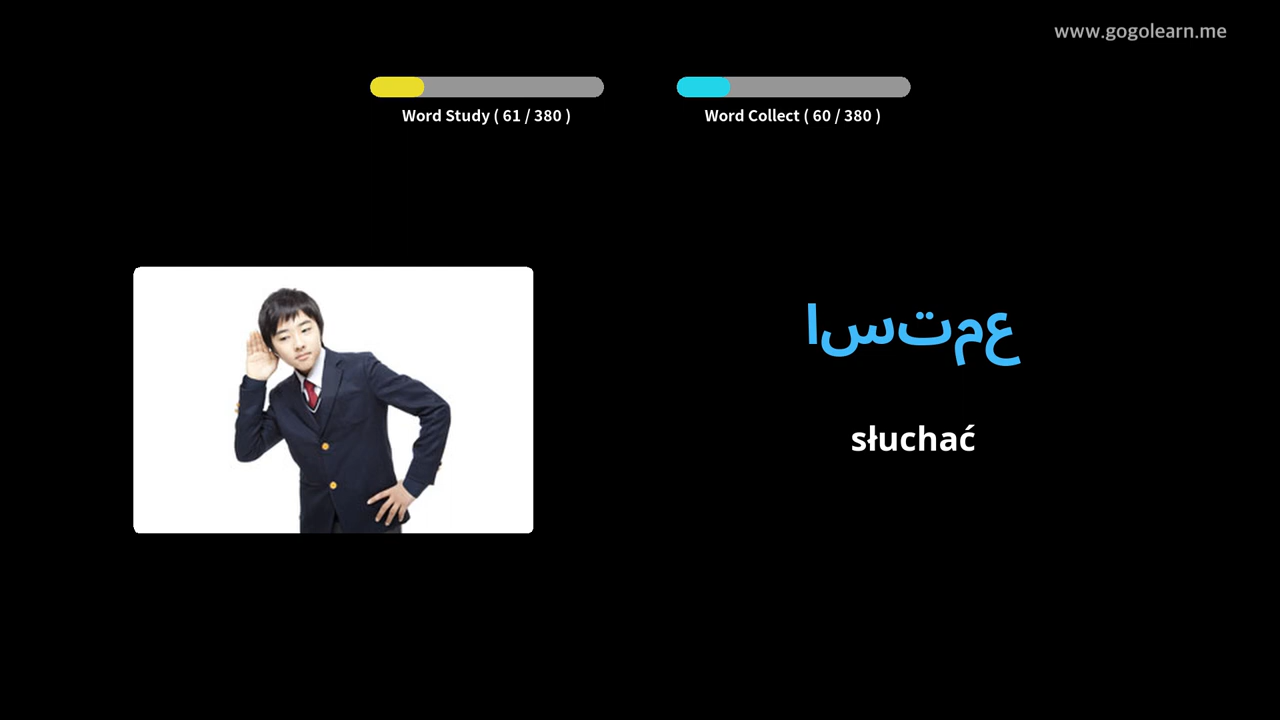 www.gogolearn.me
Word Study ( 61 / 380 )
Word Collect ( 60 / 380 )
استمع
słuchać